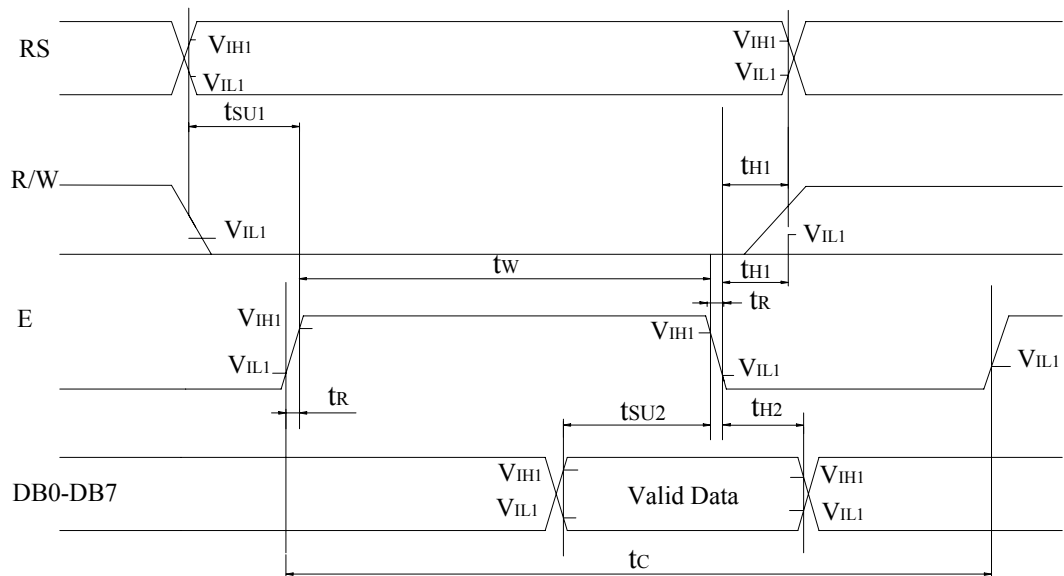 RS
VIH1
VIL1
VIH1
VIL1
tSU1
R/W
tH1
VIL1
VIL1
tW
tH1
tR
E
VIH1
VIH1
VIL1
VIL1
VIL1
tR
tSU2
tH2
DB0-DB7
VIH1
Valid Data
VIH1
VIL1
VIL1
tC